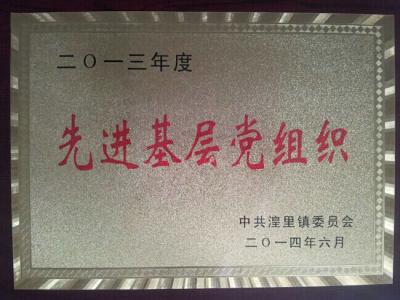 二〇一三年度
先进基层党组织
中共湟里镇委员会
二〇一四年六月